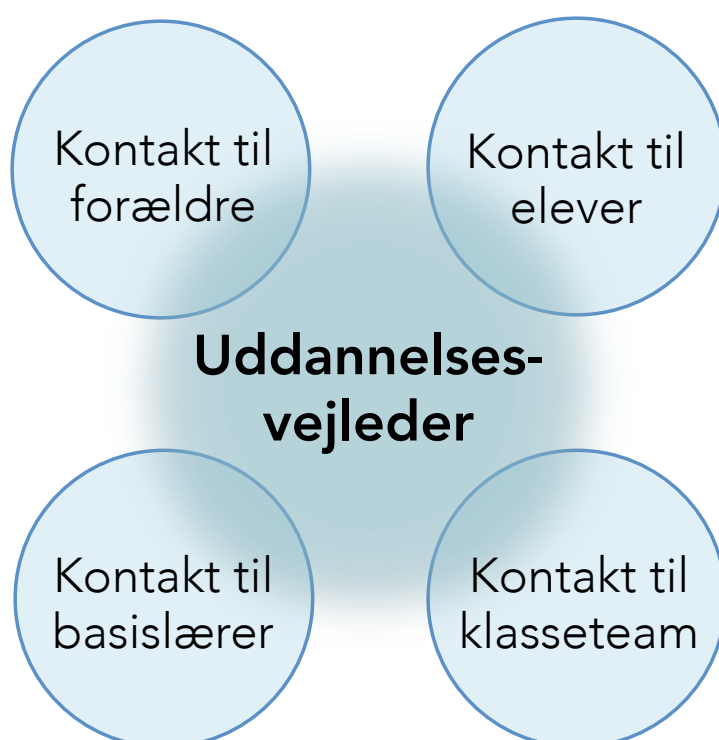 Kontakt til
forældre
Kontakt til
elever
Uddannelses-
vejleder
Kontakt til
basislærer
Kontakt til
klasseteam